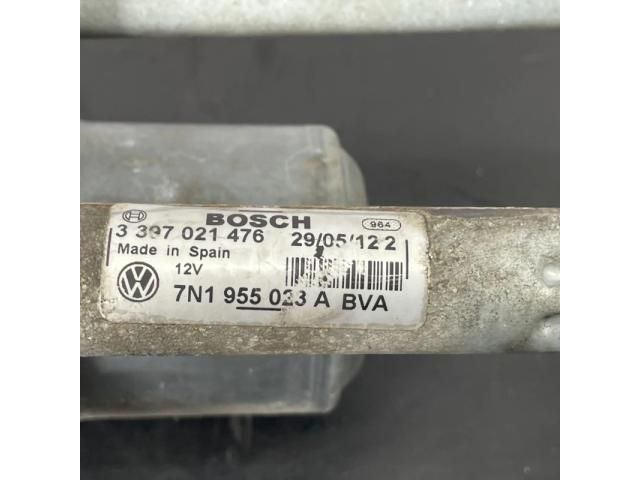 BOSCH 964
3 397 021 476 29/05/12 2
Made in Spain
12V
7N1 955 023 A BVA